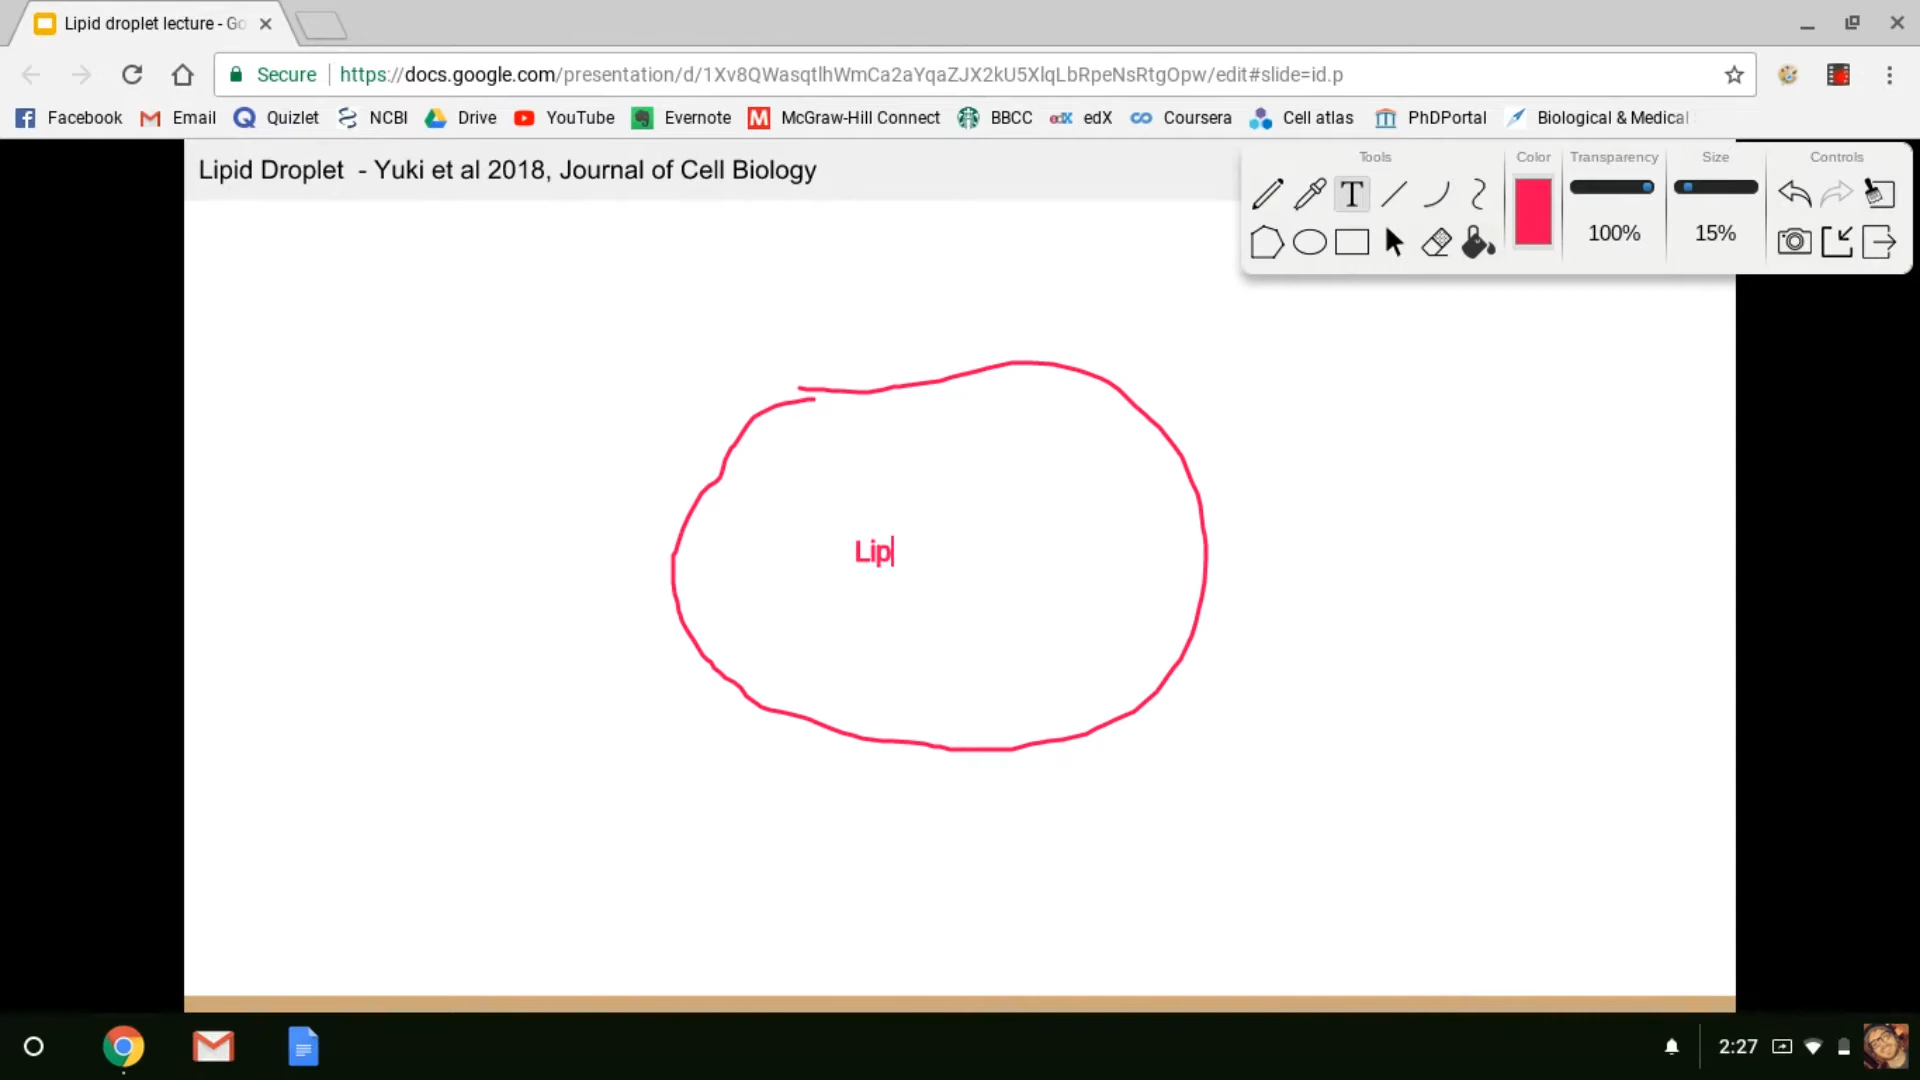 Lipid droplet lecture - Go
Secure https://docs.google.com/presentation/d/1Xv8QWasqtlhWmCa2aYqaZJX2kU5XlqLbRpeNsRtgOpw/edit#slide=id.p
Facebook Email Quizlet NCBI Drive YouTube Evernote McGraw-Hill Connect BBCC edX Coursera Cell atlas PhDPortal Biological & Medical
Lipid Droplet - Yuki et al 2018, Journal of Cell Biology
Tools Color Transparency Size Controls
T
100% 15%
Lip
2:27